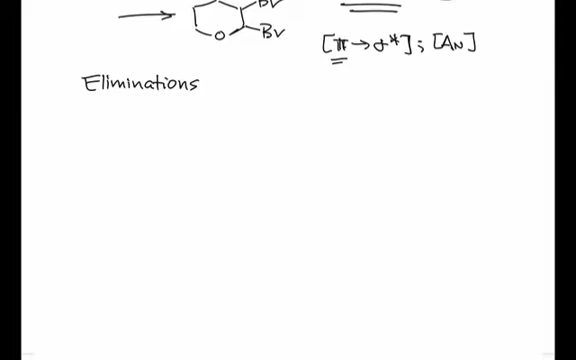 Br
O Br
[π→σ*]; [AN]
Eliminations